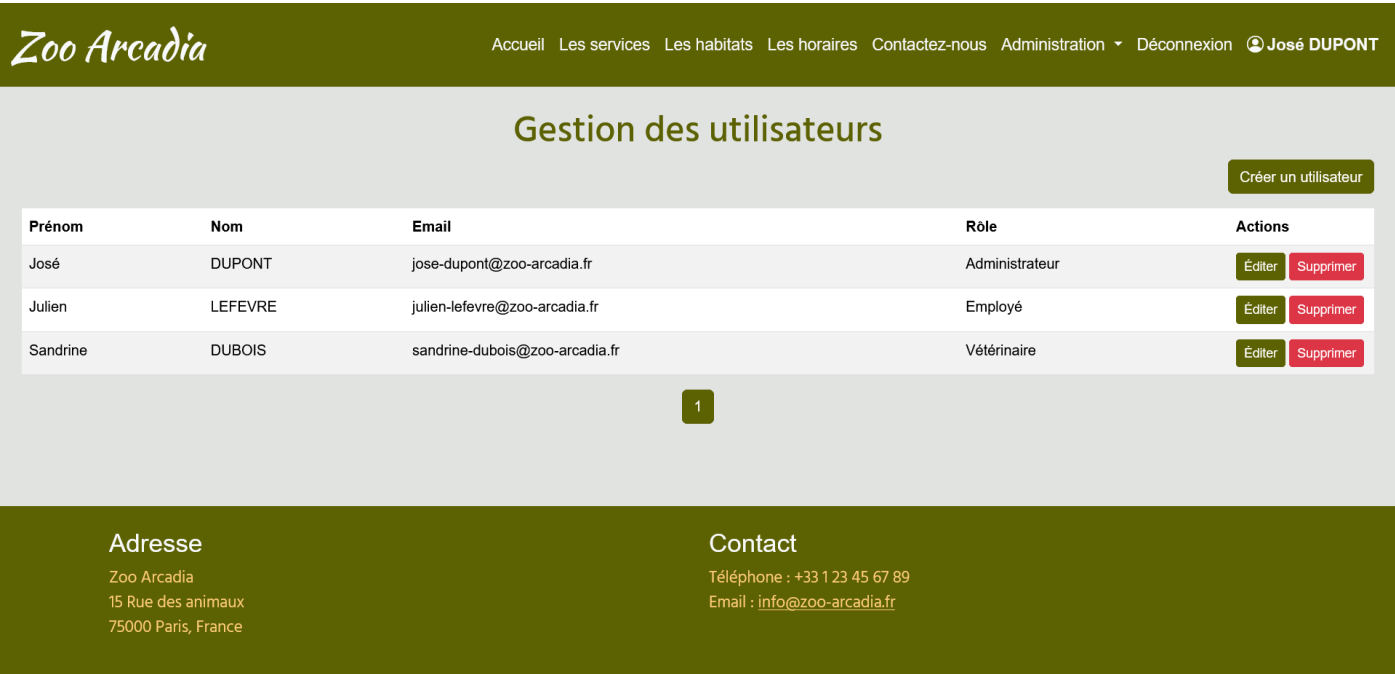 Zoo Arcadia
Accueil Les services Les habitats Les horaires Contactez-nous Administration Déconnexion José DUPONT
Gestion des utilisateurs
Créer un utilisateur
Prénom Nom Email Rôle Actions
José DUPONT jose-dupont@zoo-arcadia.fr Administrateur Éditer Supprimer
Julien LEFEVRE julien-lefevre@zoo-arcadia.fr Employé Éditer Supprimer
Sandrine DUBOIS sandrine-dubois@zoo-arcadia.fr Vétérinaire Éditer Supprimer
1
Adresse
Zoo Arcadia
15 Rue des animaux
75000 Paris, France
Contact
Téléphone : +33 1 23 45 67 89
Email : info@zoo-arcadia.fr